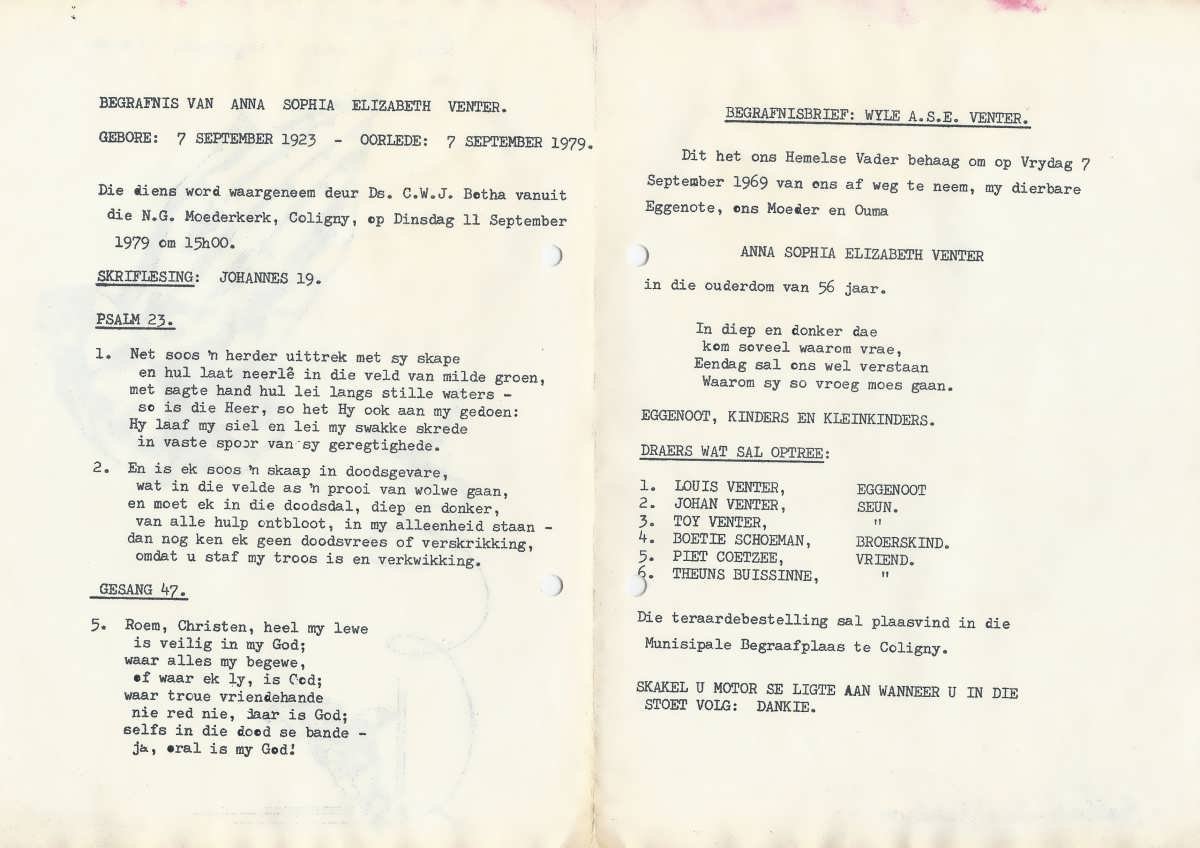 BEGRAFNIS VAN ANNA SOPHIA ELIZABETH VENTER.
GEBORE: 7 SEPTEMBER 1923 - OORLEDE: 7 SEPTEMBER 1979.
Die diens word waargeneem deur Ds. C.W.J. Botha vanuit
die N.G. Moederkerk, Coligny, op Dinsdag 11 September
1979 om 15h00.
SKRIFLESING: JOHANNES 19.
PSALM 23.
1. Net soos 'n herder uittrek met sy skape
en hul laat neerlê in die veld van milde groen,
met sagte hand hul lei langs stille waters -
so is die Heer, so het Hy ook aan my gedoen:
Hy laaf my siel en lei my swakke skrede
in vaste spoor van sy geregtighede.
2. En is ek soos 'n skaap in doodsgevare,
wat in die velde as 'n prooi van wolwe gaan,
en moet ek in die doodsdal, diep en donker,
van alle hulp ontbloot, in my alleenheid staan -
dan nog ken ek geen doodsvrees of verskrikking,
omdat u staf my troos is en verkwikking.
GESANG 47.
5. Roem, Christen, heel my lewe
is veilig in my God;
waar alles my begewe,
of waar ek ly, is God;
waar troue vriendehande
nie red nie, daar is God;
selfs in die dood se bande -
ja, oral is my God!
BEGRAFNISBRIEF: WYLE A.S.E. VENTER.
Dit het ons Hemelse Vader behaag om op Vrydag 7
September 1969 van ons af weg te neem, my dierbare
Eggenote, ons Moeder en Ouma
ANNA SOPHIA ELIZABETH VENTER
in die ouderdom van 56 jaar.
In diep en donker dae
kom soveel waarom vrae,
Eendag sal ons wel verstaan
Waarom sy so vroeg moes gaan.
EGGENOOT, KINDERS EN KLEINKINDERS.
DRAERS WAT SAL OPTREE:
1. LOUIS VENTER, EGGENOOT
2. JOHAN VENTER, SEUN.
3. TOY VENTER, "
4. BOETIE SCHOEMAN, BROERSKIND.
5. PIET COETZEE, VRIEND.
6. THEUNS BUISSINNE, "
Die teraardebestelling sal plaasvind in die
Munisipale Begraafplaas te Coligny.
SKAKEL U MOTOR SE LIGTE AAN WANNEER U IN DIE
STOET VOLG: DANKIE.